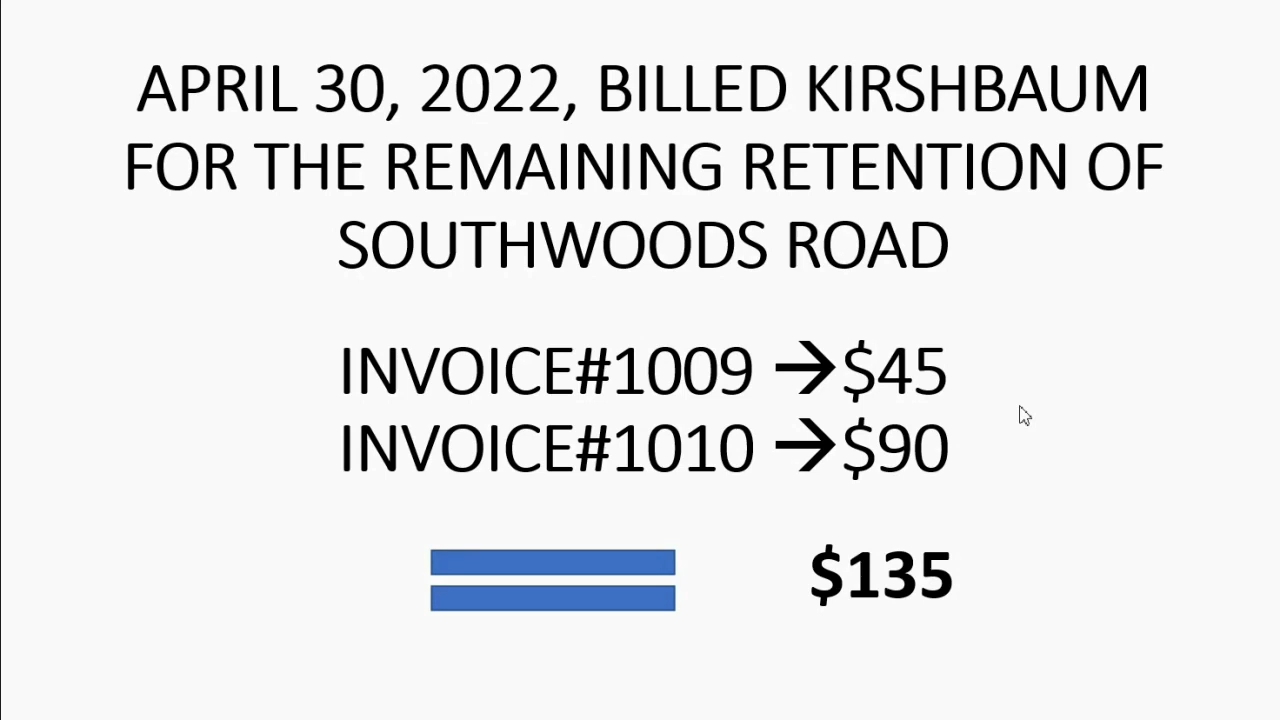 APRIL 30, 2022, BILLED KIRSHBAUM
FOR THE REMAINING RETENTION OF
SOUTHWOODS ROAD
INVOICE#1009 →$45
INVOICE#1010 →$90
$135